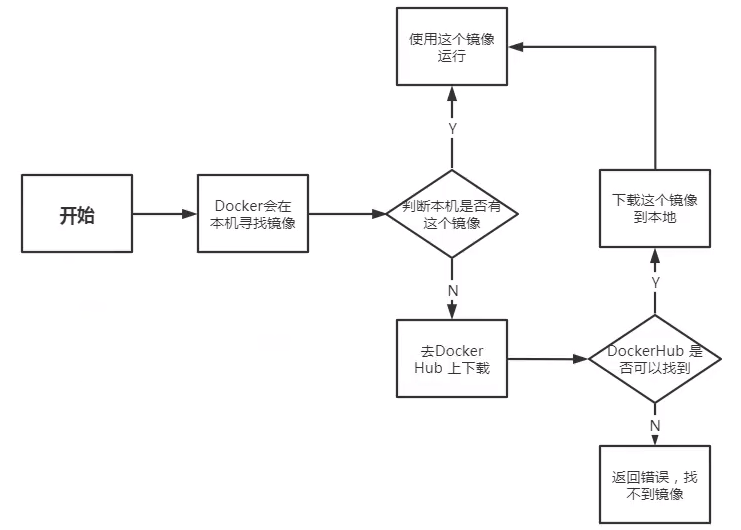 使用这个镜像
运行
Y
开始
Docker会在
本机寻找镜像
判断本机是否有
这个镜像
下载这个镜像
到本地
N
Y
去Docker
Hub 上下载
DockerHub 是
否可以找到
N
返回错误，找
不到镜像